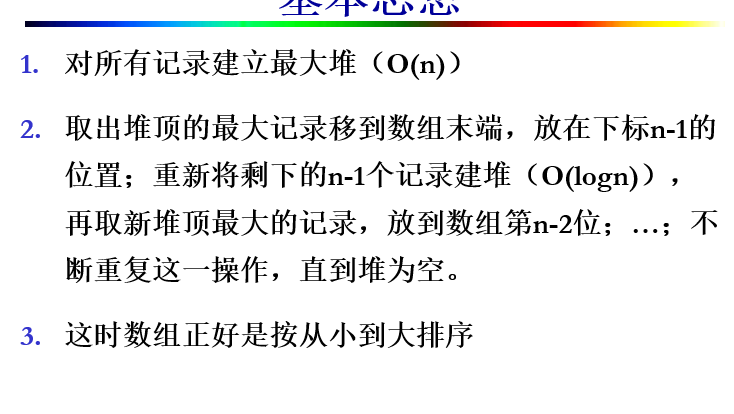 基本思想
1. 对所有记录建立最大堆（O(n)）
2. 取出堆顶的最大记录移到数组末端，放在下标n-1的
位置；重新将剩下的n-1个记录建堆（O(logn)），
再取新堆顶最大的记录，放到数组第n-2位；…；不
断重复这一操作，直到堆为空。
3. 这时数组正好是按从小到大排序